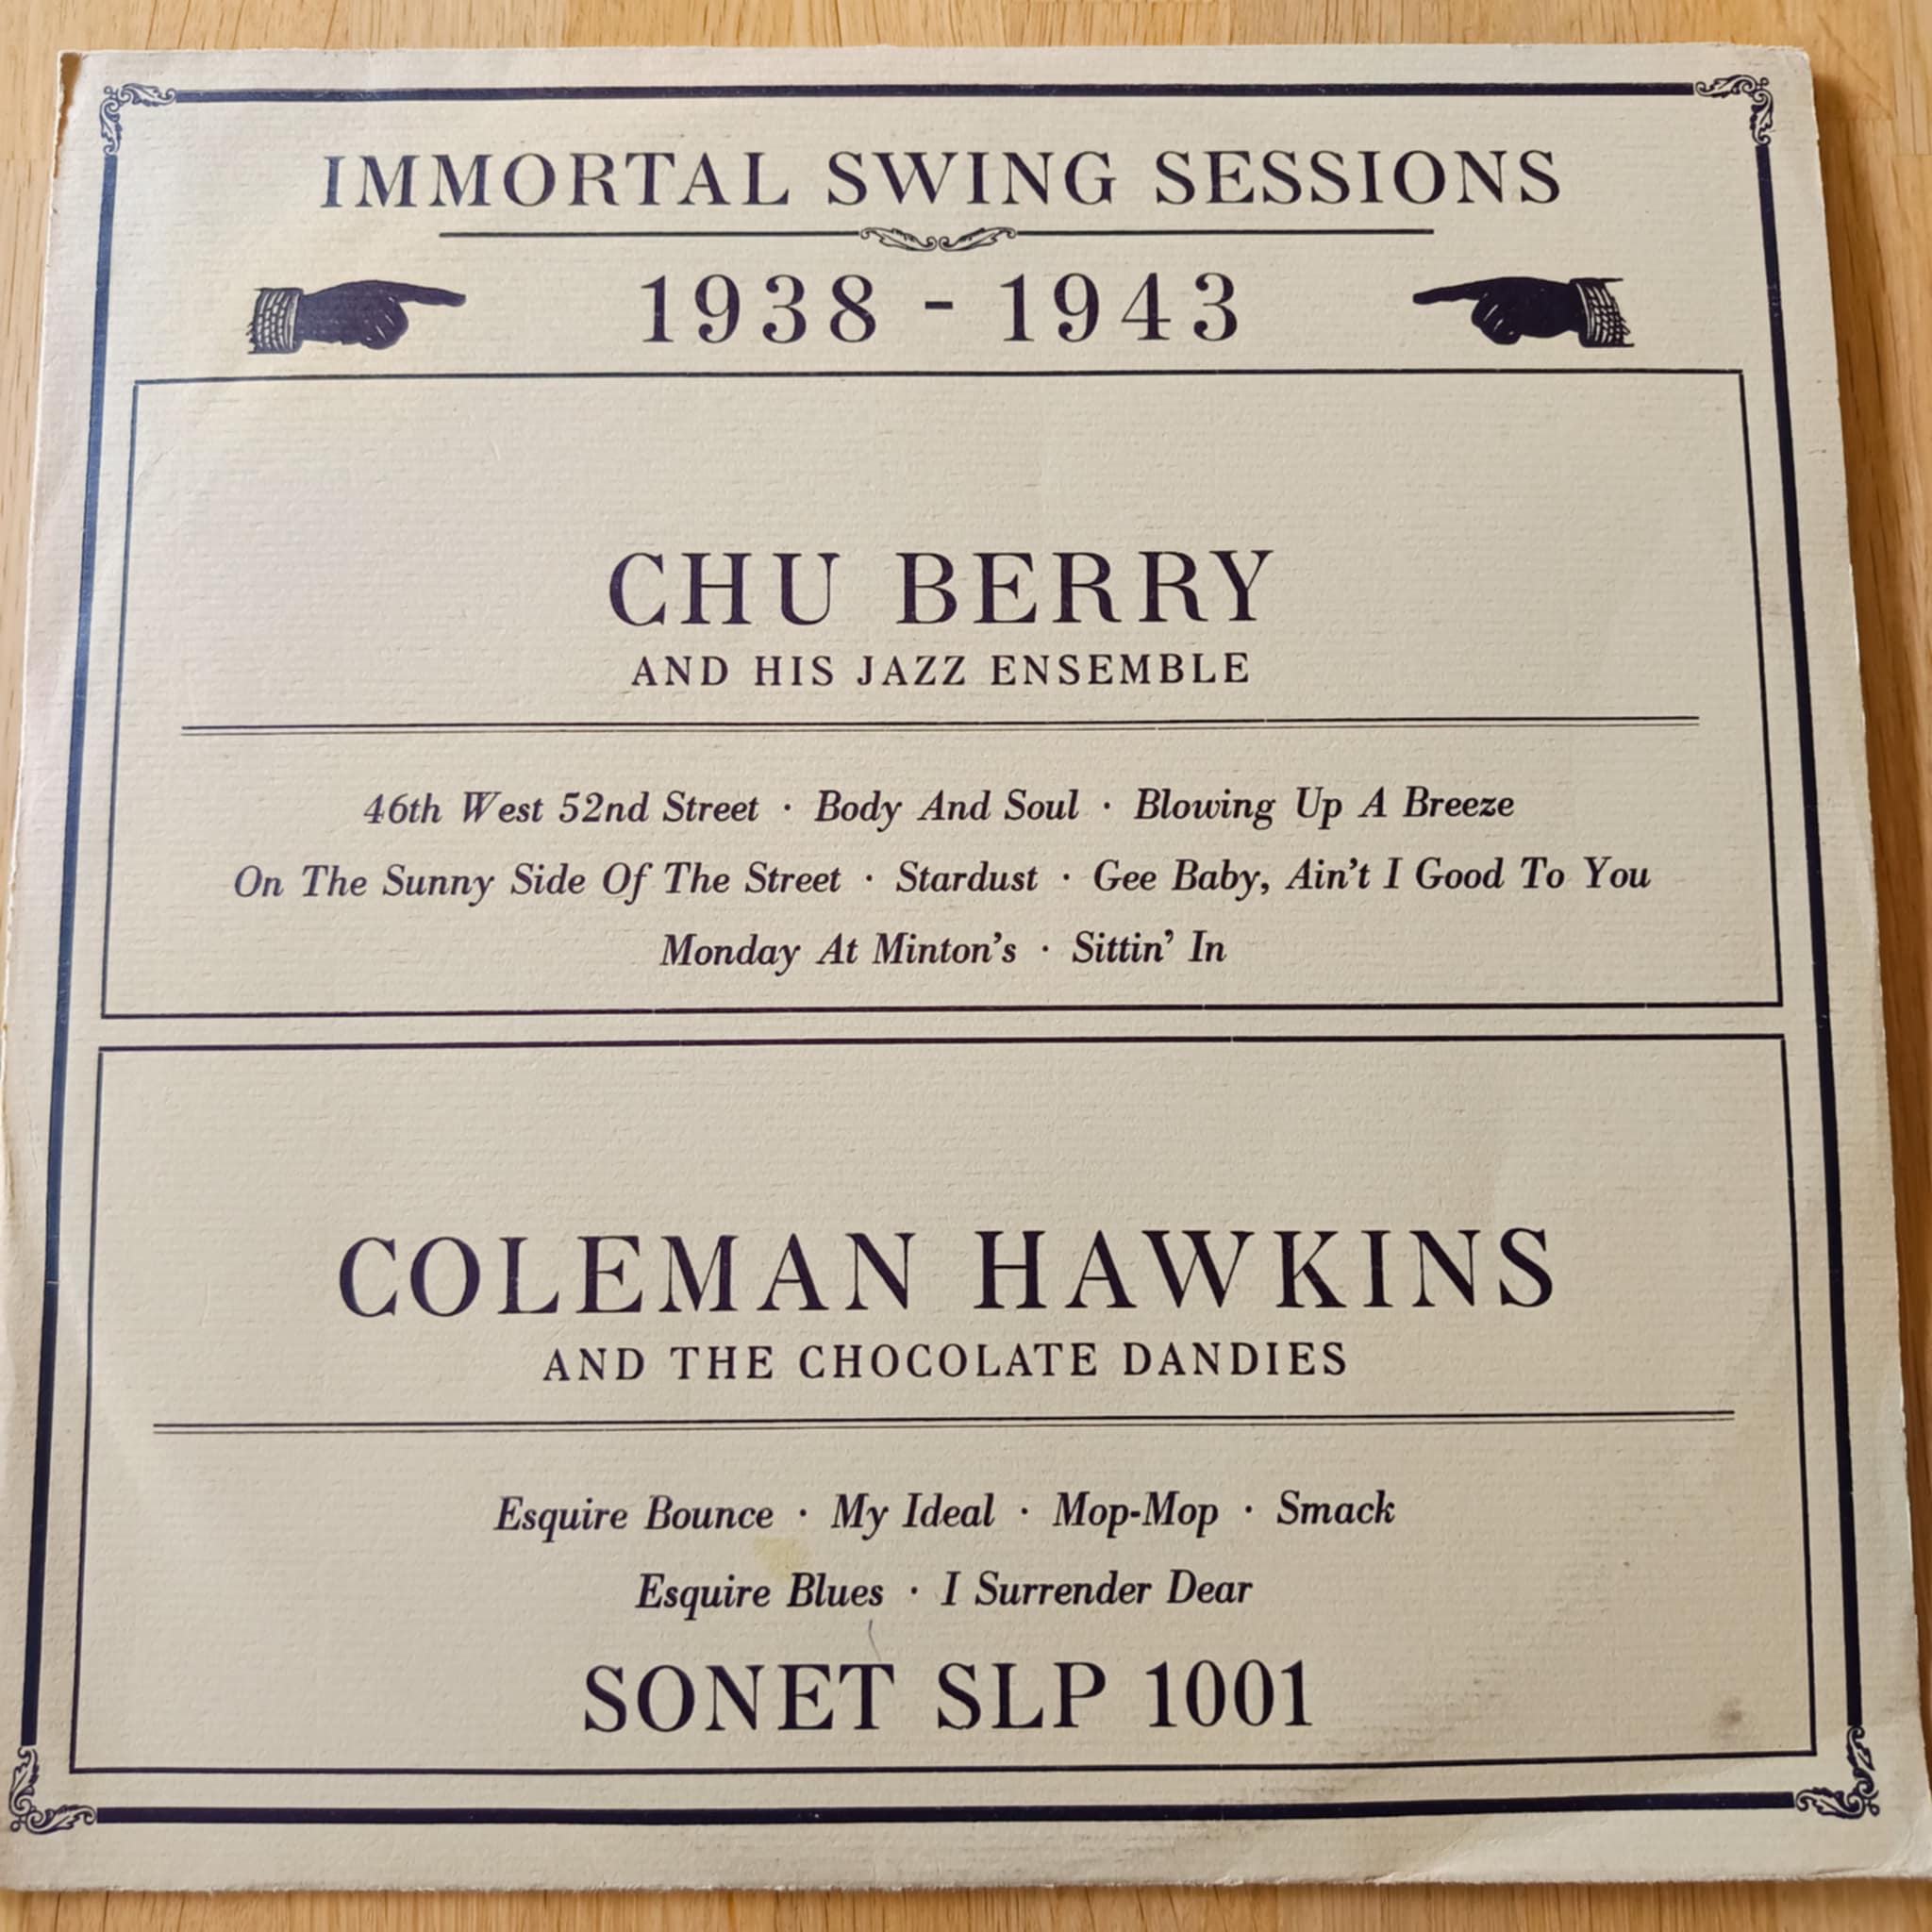 IMMORTAL SWING SESSIONS
1938 - 1943
CHU BERRY
AND HIS JAZZ ENSEMBLE
46th West 52nd Street · Body And Soul · Blowing Up A Breeze
On The Sunny Side Of The Street · Stardust · Gee Baby, Ain't I Good To You
Monday At Minton's · Sittin' In
COLEMAN HAWKINS
AND THE CHOCOLATE DANDIES
Esquire Bounce · My Ideal · Mop-Mop · Smack
Esquire Blues · I Surrender Dear
SONET SLP 1001